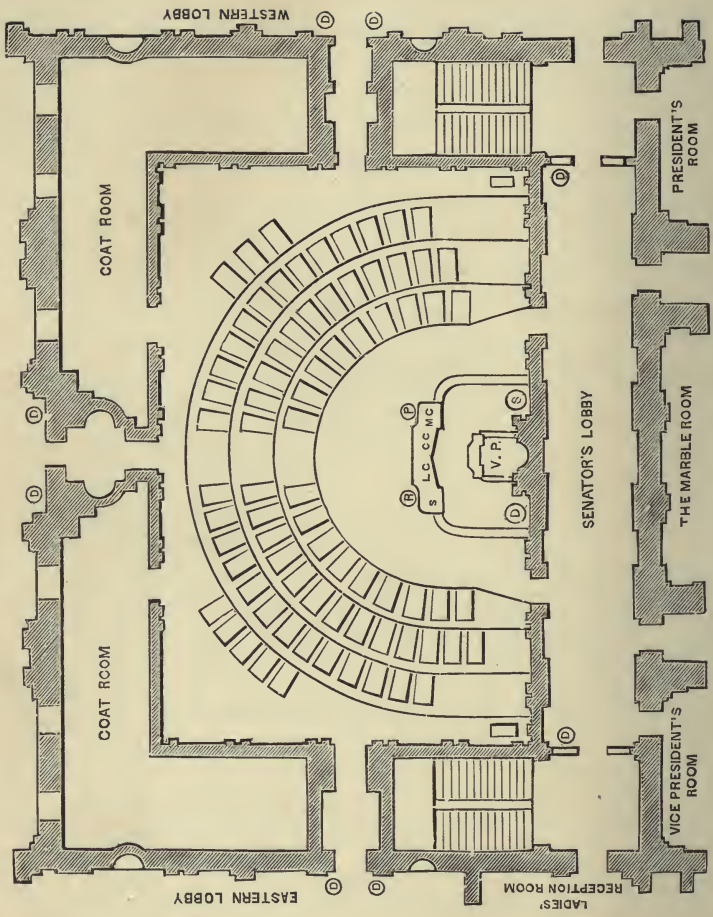 WESTERN LOBBY
D
D
COAT ROOM
D
D
COAT ROOM
EASTERN LOBBY
D
D
LADIES'
RECEPTION ROOM
D
D
P
R
S LC CC MC
V. P.
S
D
SENATOR'S LOBBY
PRESIDENT'S
ROOM
THE MARBLE ROOM
VICE PRESIDENT'S
ROOM